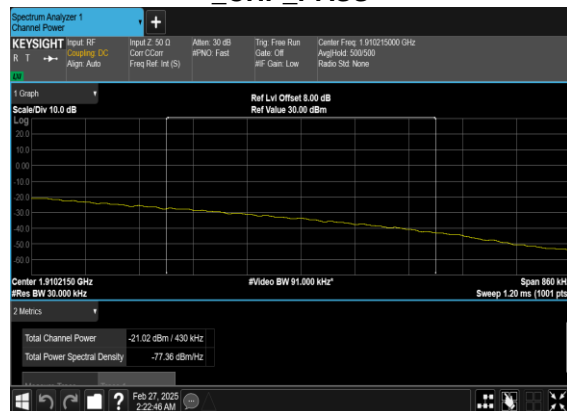 Spectrum Analyzer 1
Channel Power
+
KEYSIGHT Input: RF Input Z: 50 Ω Atten: 30 dB Trig: Free Run Center Freq: 1.910215000 GHz
R T Coupling: DC Corr CCorr #PNO: Fast Gate: Off Avg|Hold: 500/500
Align: Auto Freq Ref: Int (S) #IF Gain: Low Radio Std: None
LW
1 Graph
Ref Lvl Offset 8.00 dB
Scale/Div 10.0 dB Ref Value 30.00 dBm
Log
20.0
10.0
0.00
-10.0
-20.0
-30.0
-40.0
-50.0
-60.0
Center 1.9102150 GHz #Video BW 91.000 kHz* Span 860 kH
#Res BW 30.000 kHz Sweep 1.20 ms (1001 pts
2 Metrics
Total Channel Power -21.02 dBm / 430 kHz
Total Power Spectral Density -77.36 dBm/Hz
? Feb 27, 2025
2:22:46 AM